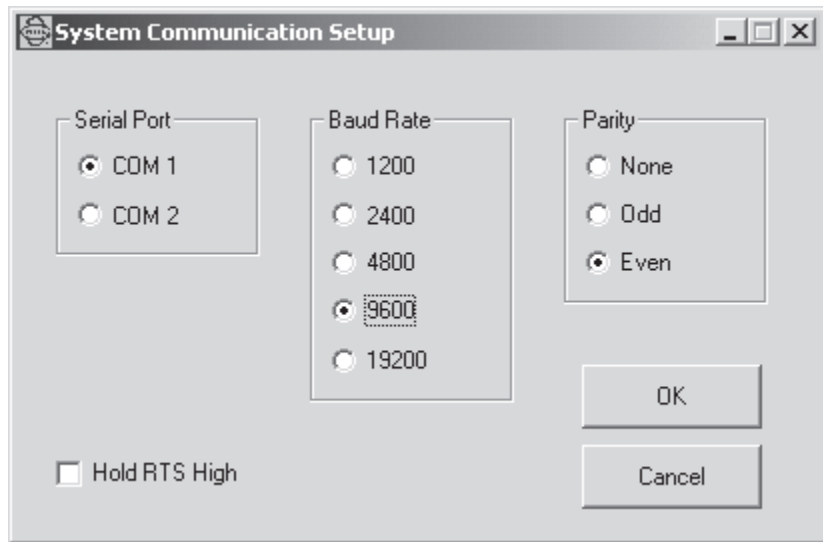 System Communication Setup
Serial Port
COM 1
COM 2
Baud Rate
1200
2400
4800
9600
19200
Parity
None
Odd
Even
Hold RTS High
OK
Cancel